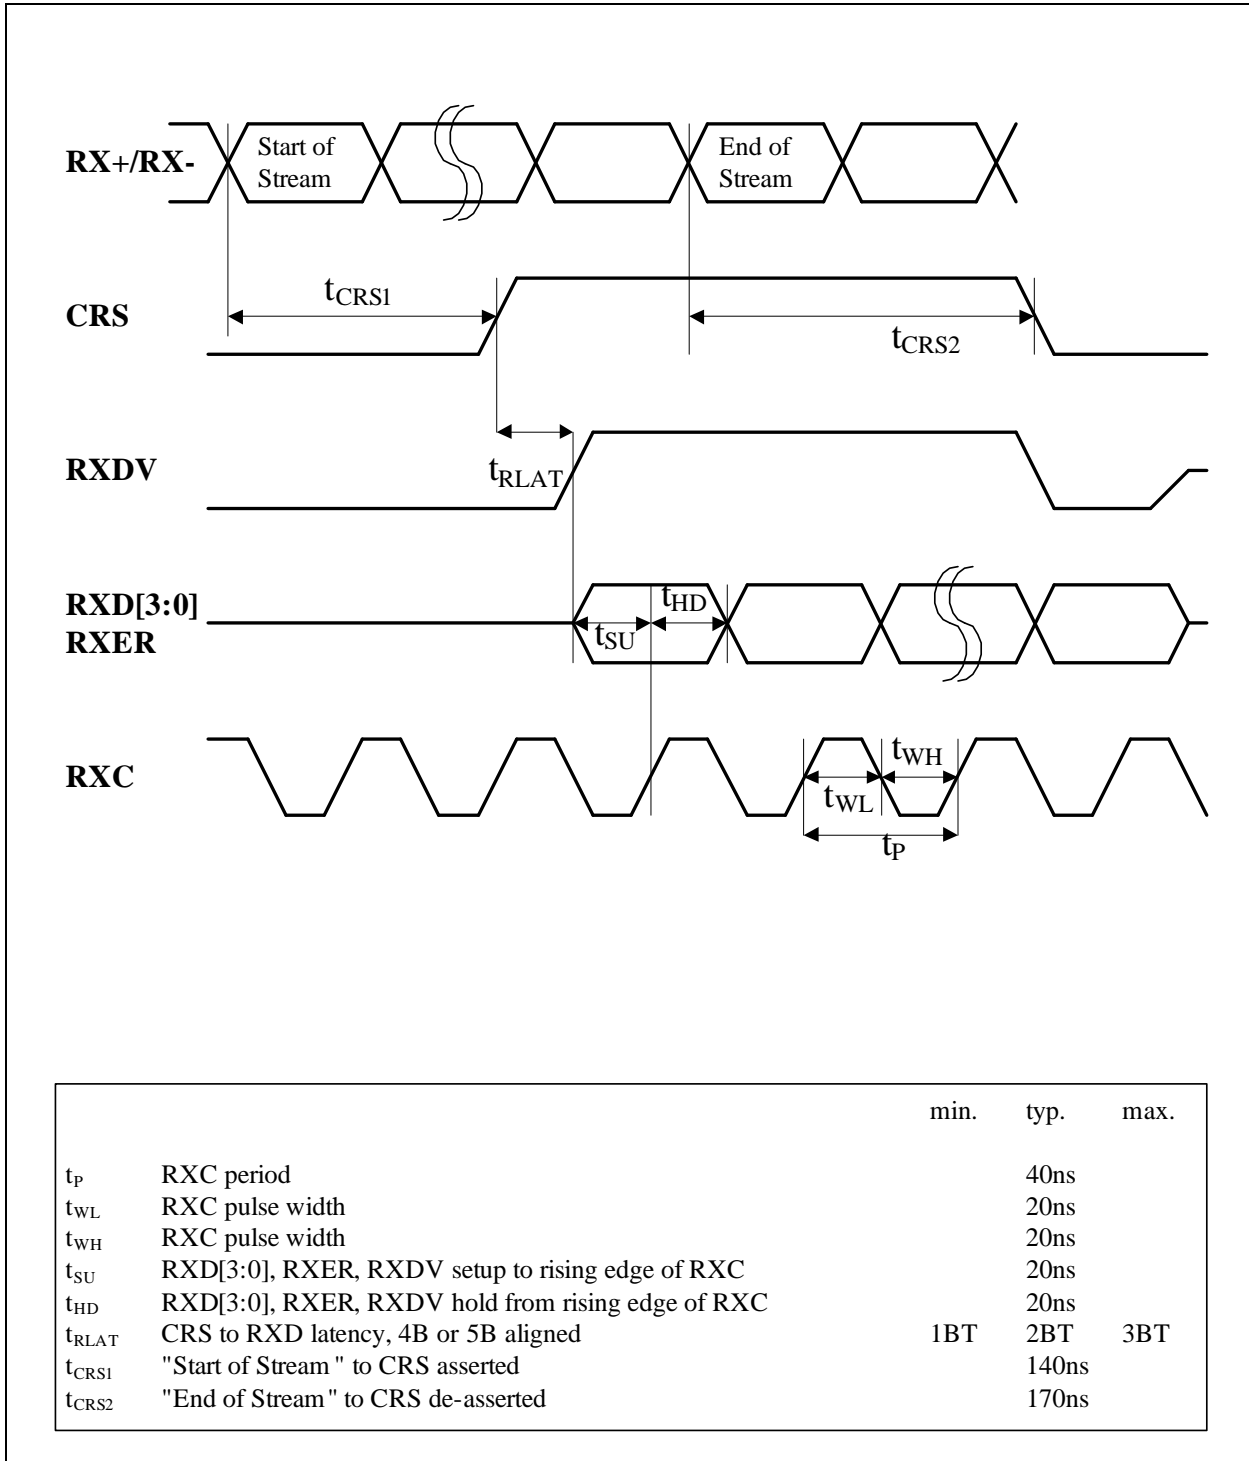 RX+/RX-
Start of
Stream
End of
Stream
CRS
tCRS1
tCRS2
RXDV
tRLAT
RXD[3:0]
RXER
tSU
tHD
RXC
tWL
tWH
tP
min. typ. max.
tP RXC period 40ns
tWL RXC pulse width 20ns
tWH RXC pulse width 20ns
tSU RXD[3:0], RXER, RXDV setup to rising edge of RXC 20ns
tHD RXD[3:0], RXER, RXDV hold from rising edge of RXC 20ns
tRLAT CRS to RXD latency, 4B or 5B aligned 1BT 2BT 3BT
tCRS1 "Start of Stream" to CRS asserted 140ns
tCRS2 "End of Stream" to CRS de-asserted 170ns